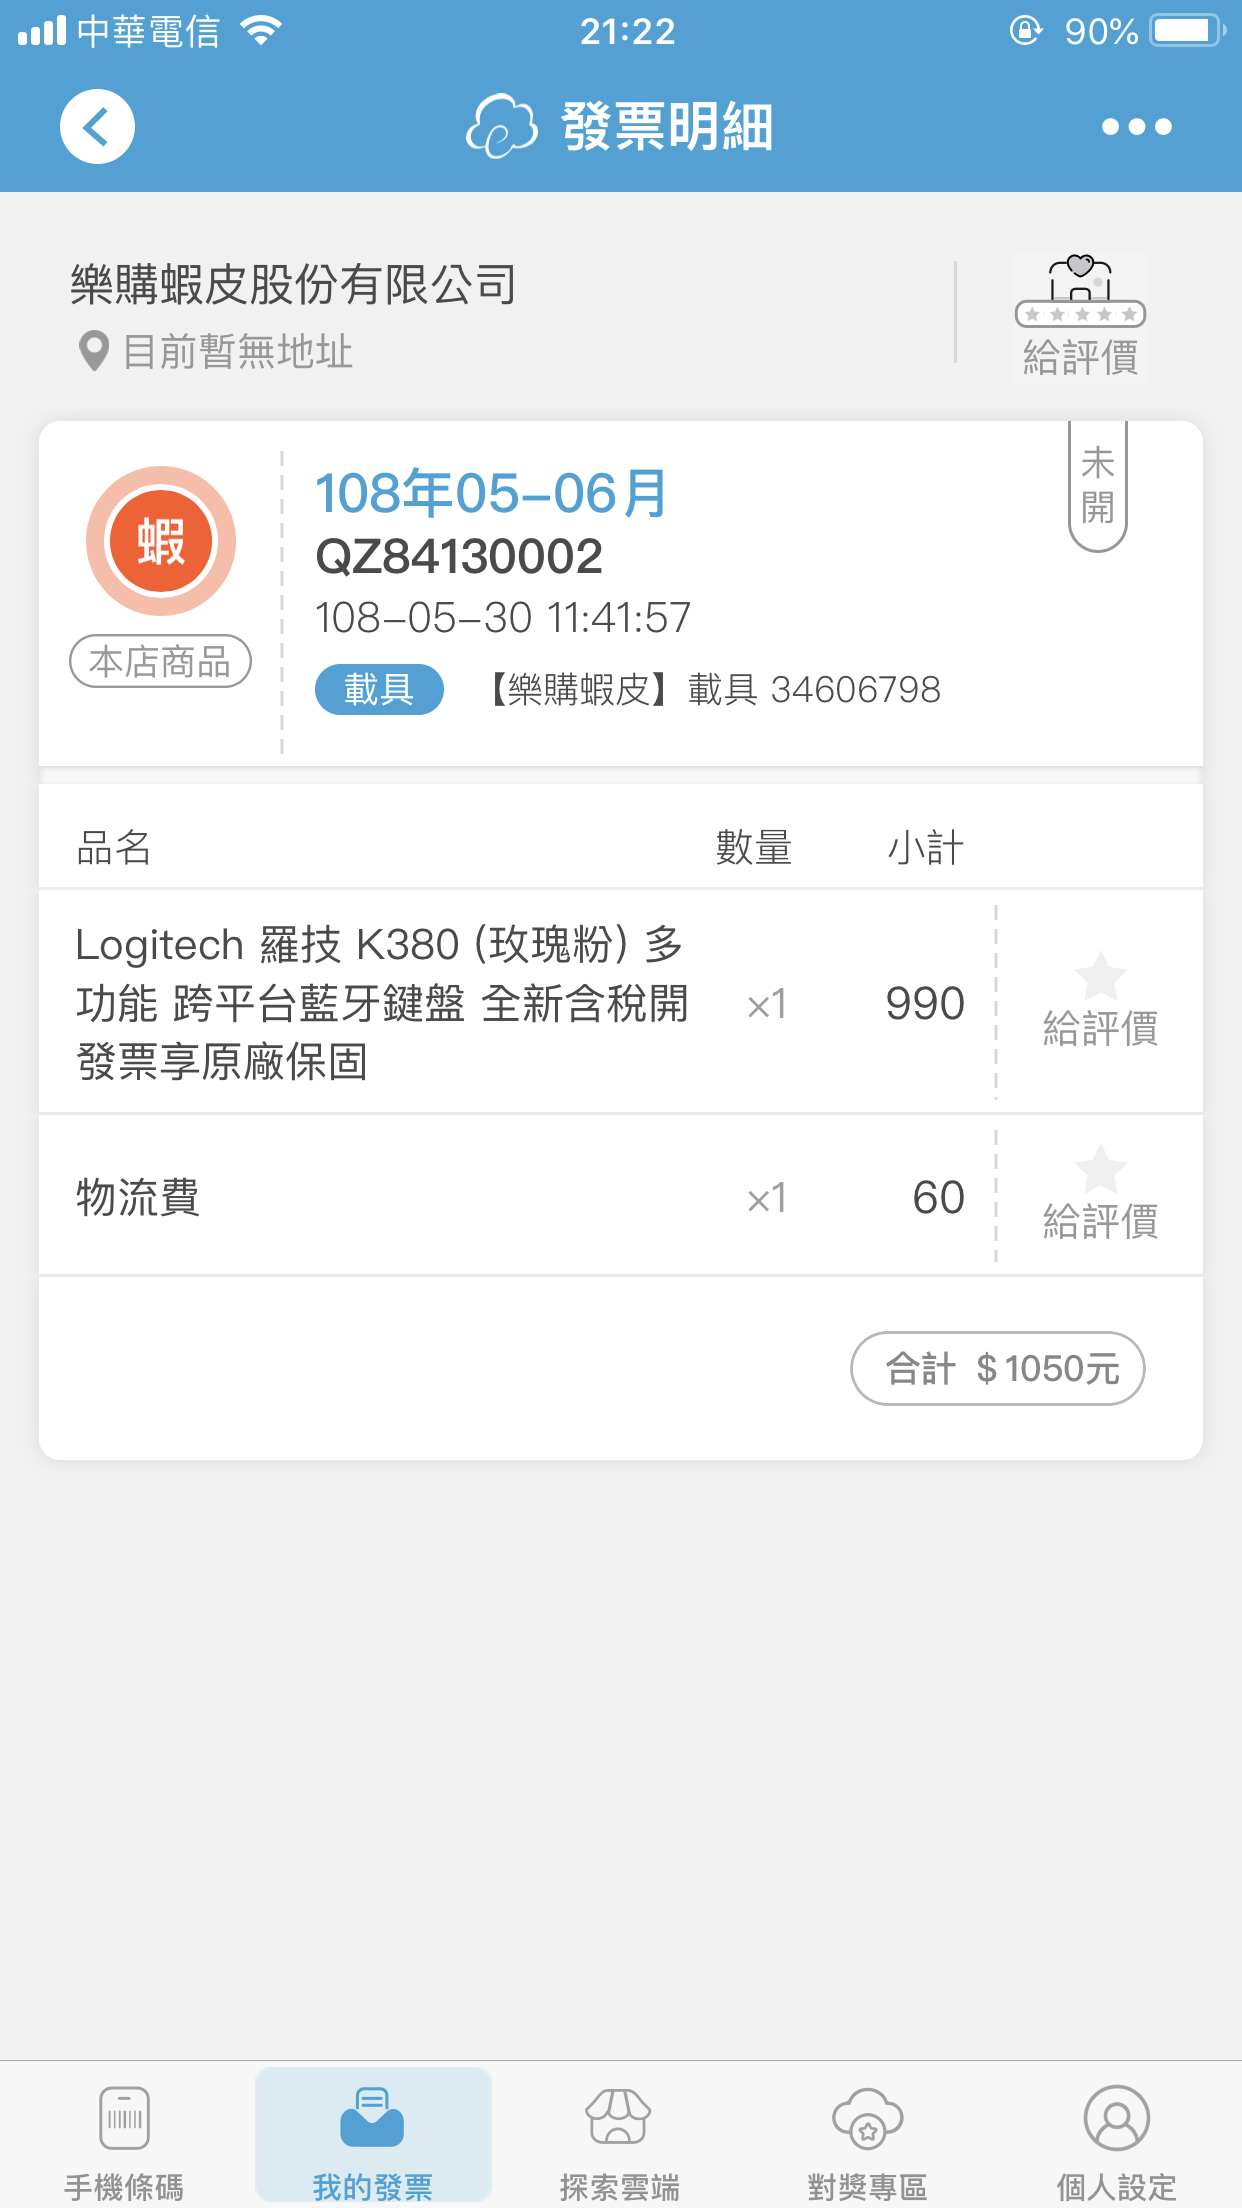 中華電信 21:22 90%
發票明細
樂購蝦皮股份有限公司
目前暫無地址
給評價
蝦
本店商品
108年05-06月
QZ84130002
108-05-30 11:41:57
載具 【樂購蝦皮】載具 34606798
未
開
品名 數量 小計
Logitech 羅技 K380 (玫瑰粉) 多
功能 跨平台藍牙鍵盤 全新含稅開
發票享原廠保固
×1 990
給評價
物流費 ×1 60
給評價
合計 $1050元
手機條碼 我的發票 探索雲端 對獎專區 個人設定